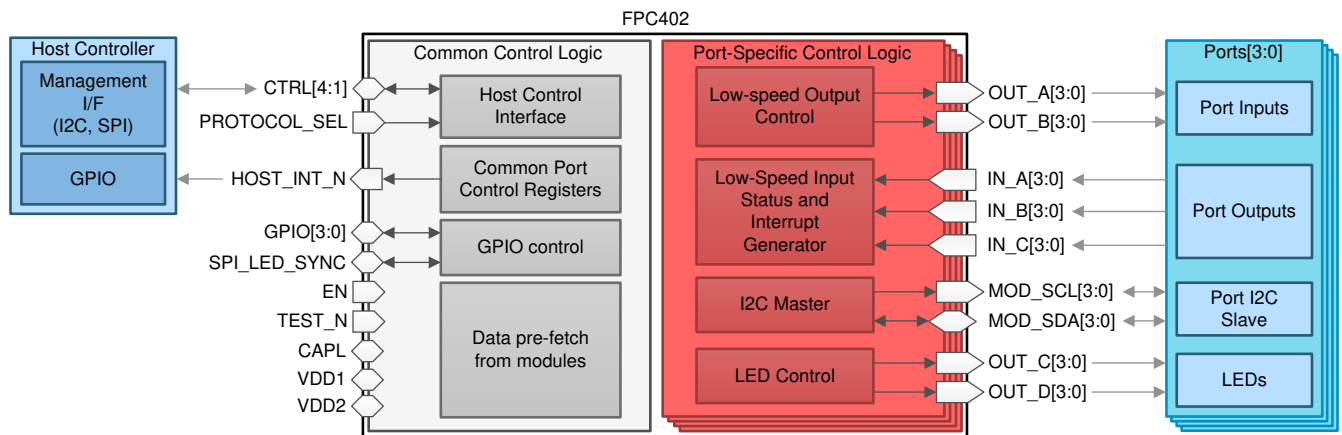 FPC402
Host Controller
Management
I/F
(I2C, SPI)
GPIO
CTRL[4:1]
PROTOCOL_SEL
HOST_INT_N
GPIO[3:0]
SPI_LED_SYNC
EN
TEST_N
CAPL
VDD1
VDD2
Common Control Logic
Host Control
Interface
Common Port
Control Registers
GPIO control
Data pre-fetch
from modules
Port-Specific Control Logic
Low-speed Output
Control
Low-Speed Input
Status and
Interrupt
Generator
I2C Master
LED Control
OUT_A[3:0]
OUT_B[3:0]
IN_A[3:0]
IN_B[3:0]
IN_C[3:0]
MOD_SCL[3:0]
MOD_SDA[3:0]
OUT_C[3:0]
OUT_D[3:0]
Ports[3:0]
Port Inputs
Port Outputs
Port I2C
Slave
LEDs